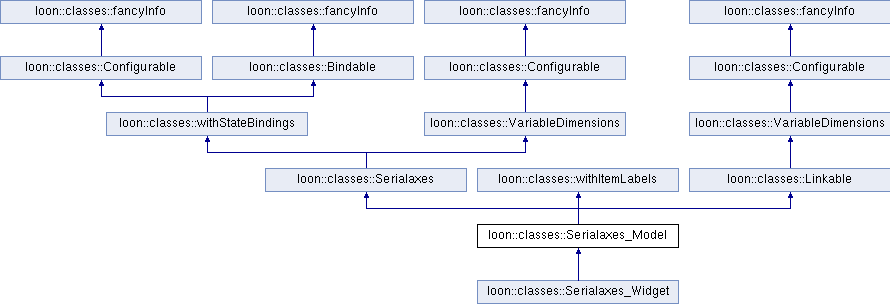 loon::classes::fancyInfo
loon::classes::fancyInfo
loon::classes::fancyInfo
loon::classes::fancyInfo
loon::classes::Configurable
loon::classes::Bindable
loon::classes::Configurable
loon::classes::Configurable
loon::classes::withStateBindings
loon::classes::VariableDimensions
loon::classes::VariableDimensions
loon::classes::Serialaxes
loon::classes::withItemLabels
loon::classes::Linkable
loon::classes::Serialaxes_Model
loon::classes::Serialaxes_Widget